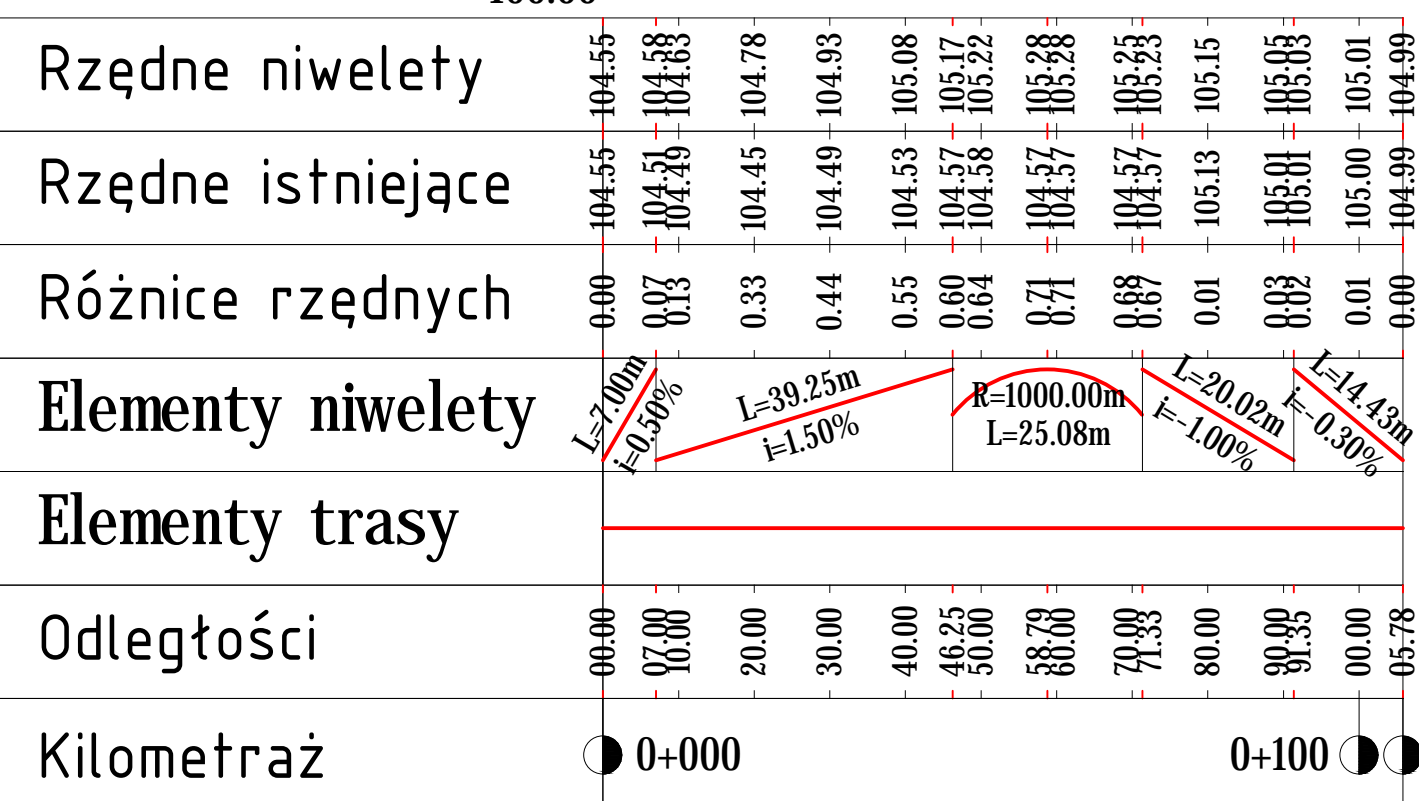 Rzędne niwelety 104.55 104.58 104.63 104.78 104.93 105.08 105.17 105.22 105.28 105.28 105.25 105.23 105.15 105.05 105.03 105.01 104.99
Rzędne istniejące 104.55 104.51 104.49 104.45 104.49 104.53 104.57 104.58 104.57 104.57 104.57 104.57 105.13 105.01 105.01 105.00 104.99
Różnice rzędnych 0.00 0.07 0.13 0.33 0.44 0.55 0.60 0.64 0.71 0.71 0.68 0.67 0.01 0.03 0.02 0.01 0.00
Elementy niwelety
L=7.00m
i=0.50%
L=39.25m
i=1.50%
R=1000.00m
L=25.08m
L=20.02m
i=-1.00%
L=14.43m
i=-0.30%
Elementy trasy
Odległości 00.00 07.00 10.00 20.00 30.00 40.00 46.25 50.00 58.79 60.00 70.00 71.33 80.00 90.00 91.35 00.00 05.78
Kilometraż 0+000 0+100